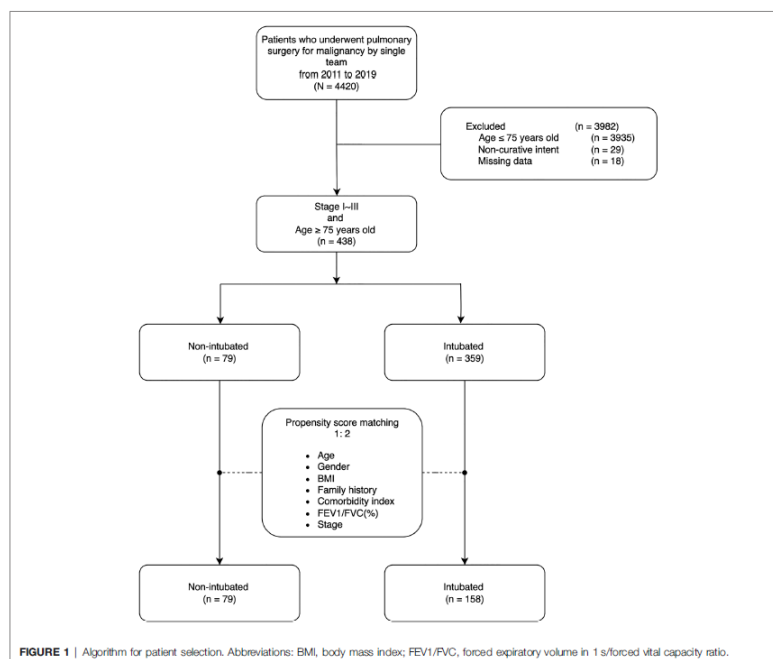 Patients who underwent pulmonary
surgery for malignancy by single
team
from 2011 to 2019
(N = 4420)
Excluded (n = 3982)
Age ≤ 75 years old (n = 3935)
Non-curative intent (n = 29)
Missing data (n = 18)
Stage I~III
and
Age ≥ 75 years old
(n = 438)
Non-intubated
(n = 79)
Intubated
(n = 359)
Propensity score matching
1: 2
• Age
• Gender
• BMI
• Family history
• Comorbidity index
• FEV1/FVC(%)
• Stage
Non-intubated
(n = 79)
Intubated
(n = 158)
FIGURE 1 | Algorithm for patient selection. Abbreviations: BMI, body mass index; FEV1/FVC, forced expiratory volume in 1 s/forced vital capacity ratio.